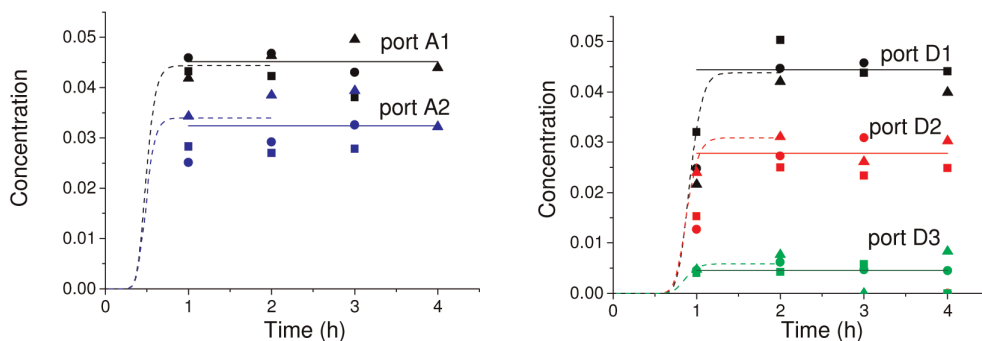 0.05
0.04
0.03
0.02
0.01
0.00
Concentration
port A1
port A2
0 1 2 3 4
Time (h)
0.05
0.04
0.03
0.02
0.01
0.00
Concentration
port D1
port D2
port D3
0 1 2 3 4
Time (h)